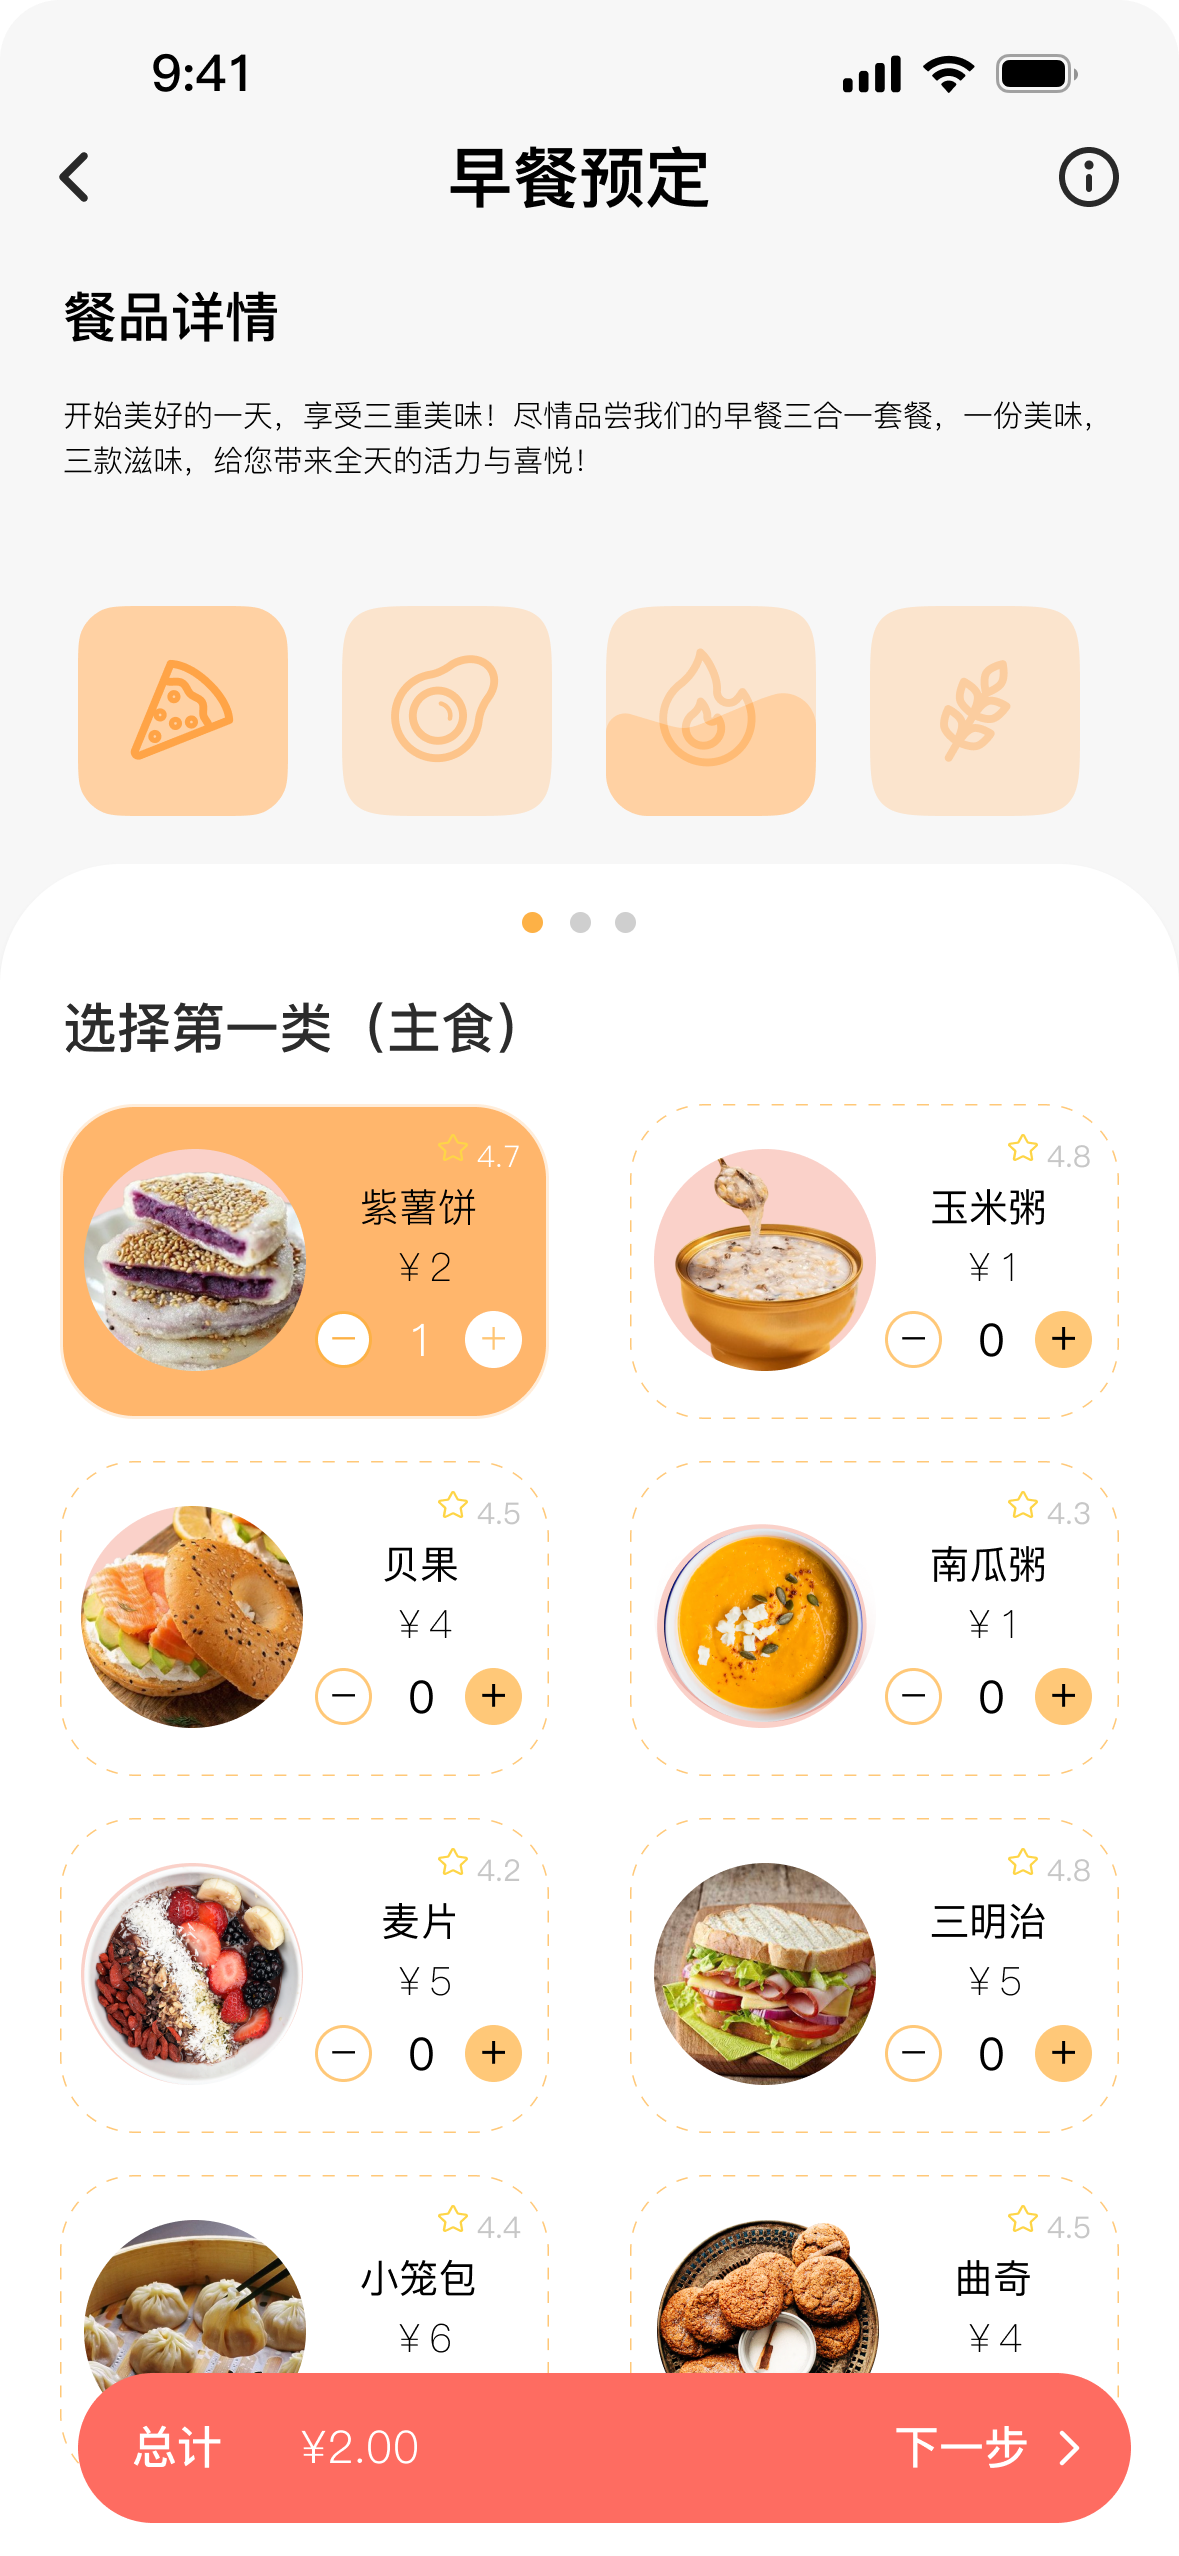 9:41
早餐预定
餐品详情
开始美好的一天，享受三重美味！尽情品尝我们的早餐三合一套餐，一份美味，
三款滋味，给您带来全天的活力与喜悦！
选择第一类（主食）
4.7
紫薯饼
¥ 2
− 1 +
4.8
玉米粥
¥ 1
− 0 +
4.5
贝果
¥ 4
− 0 +
4.3
南瓜粥
¥ 1
− 0 +
4.2
麦片
¥ 5
− 0 +
4.8
三明治
¥ 5
− 0 +
4.4
小笼包
¥ 6
4.5
曲奇
¥ 4
总计 ¥2.00 下一步